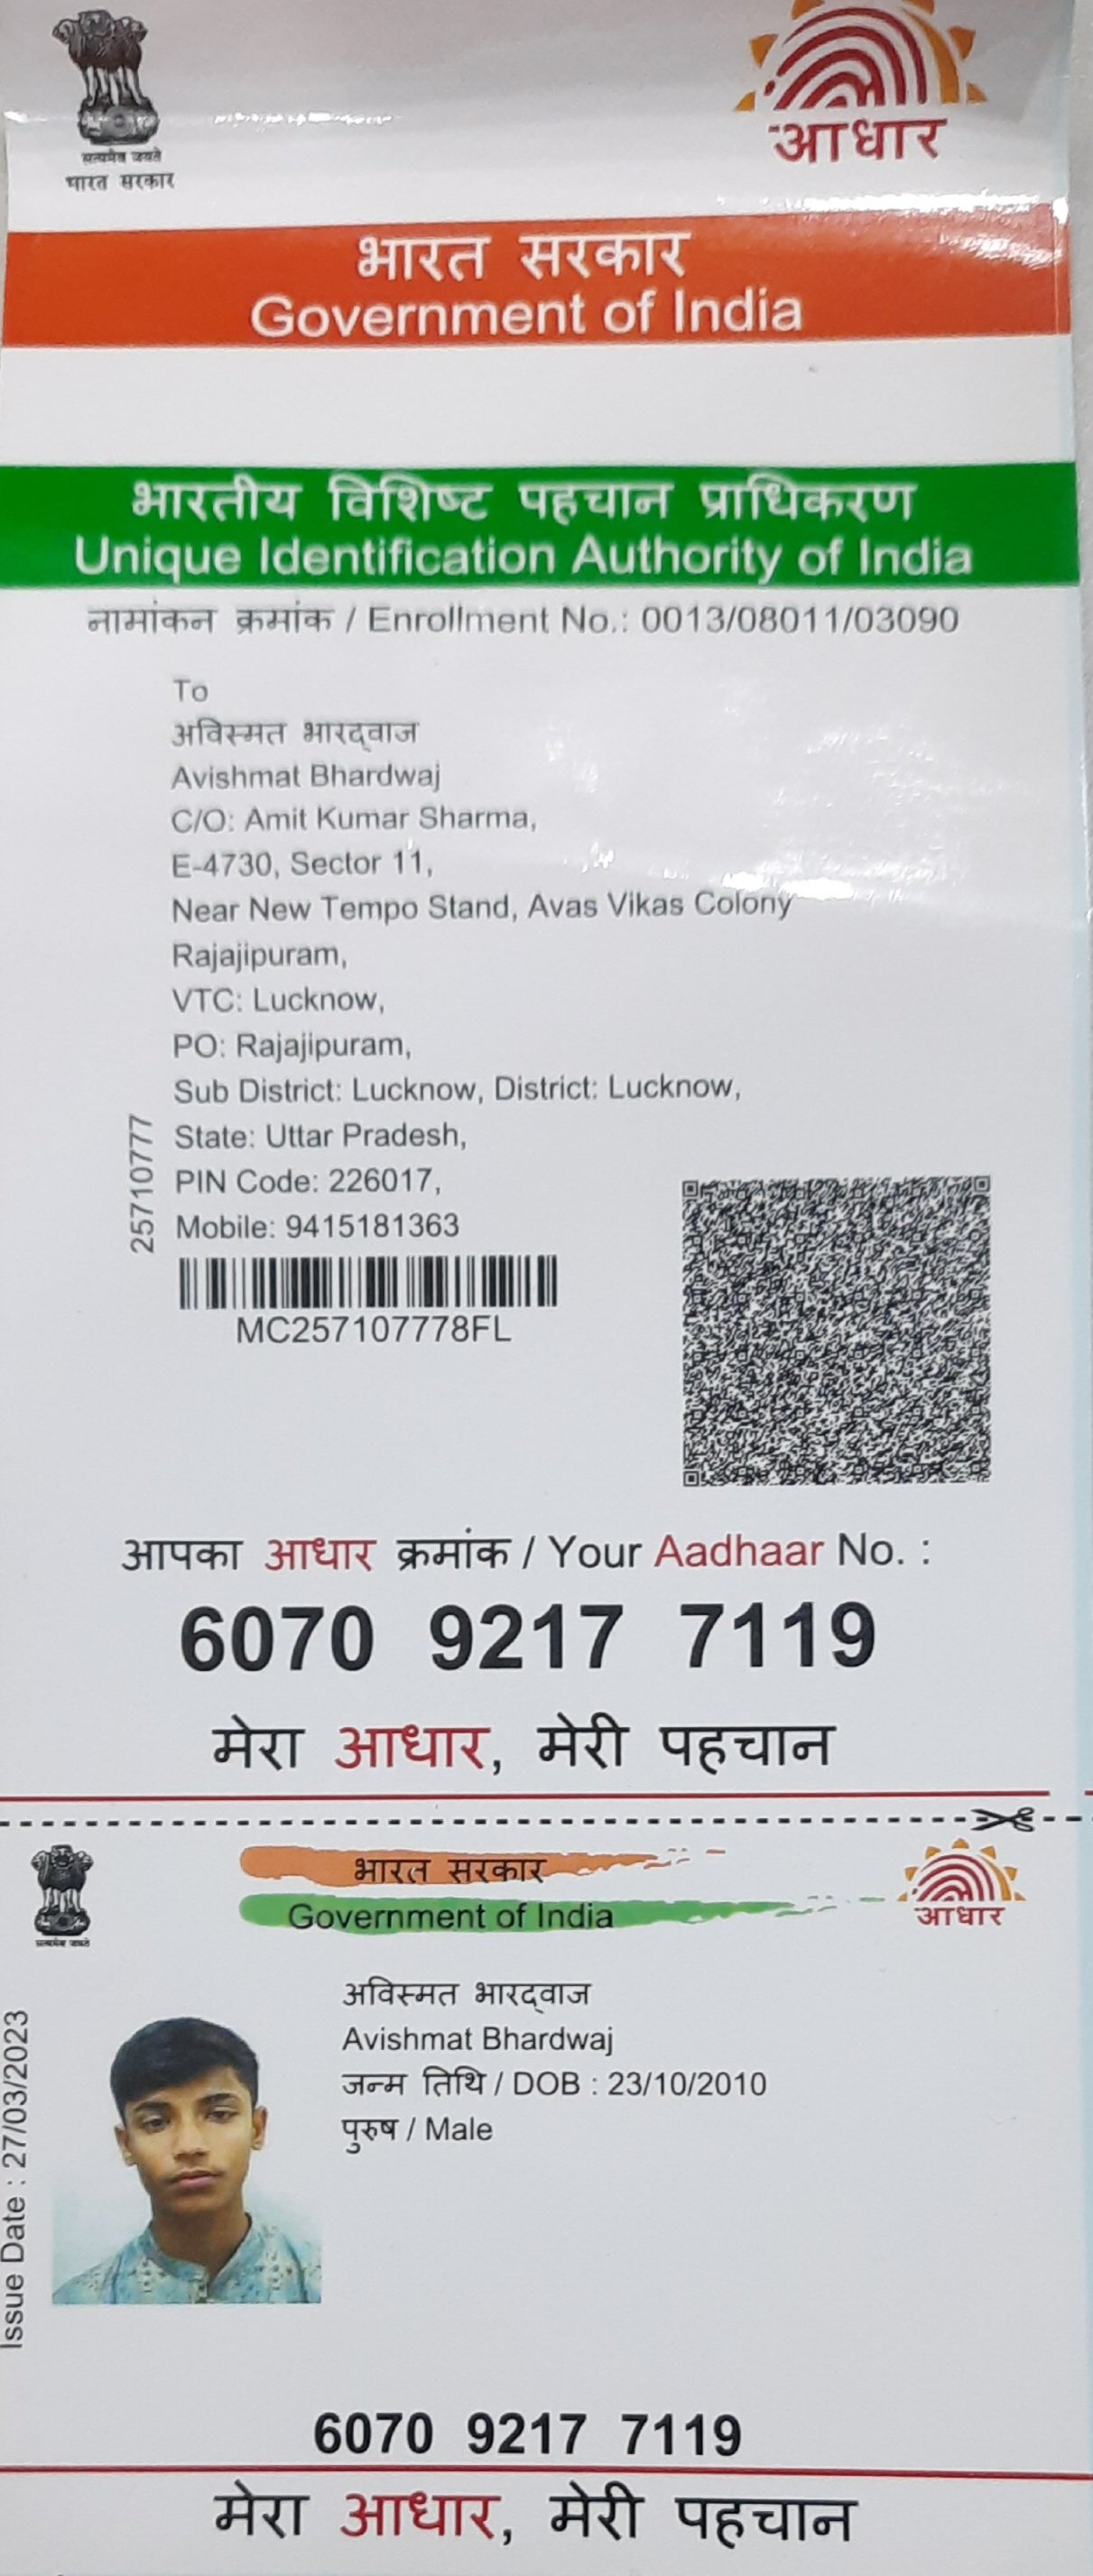 सत्यमेव जयते
भारत सरकार
आधार
भारत सरकार
Government of India
भारतीय विशिष्ट पहचान प्राधिकरण
Unique Identification Authority of India
नामांकन क्रमांक / Enrollment No.: 0013/08011/03090
To
अविस्मत भारद्वाज
Avishmat Bhardwaj
C/O: Amit Kumar Sharma,
E-4730, Sector 11,
Near New Tempo Stand, Avas Vikas Colony
Rajajipuram,
VTC: Lucknow,
PO: Rajajipuram,
Sub District: Lucknow, District: Lucknow,
State: Uttar Pradesh,
PIN Code: 226017,
Mobile: 9415181363
25710777
MC257107778FL
आपका आधार क्रमांक / Your Aadhaar No. :
6070 9217 7119
मेरा आधार, मेरी पहचान
सत्यमेव जयते
भारत सरकार
Government of India
आधार
अविस्मत भारद्वाज
Avishmat Bhardwaj
जन्म तिथि / DOB : 23/10/2010
पुरुष / Male
Issue Date : 27/03/2023
6070 9217 7119
मेरा आधार, मेरी पहचान